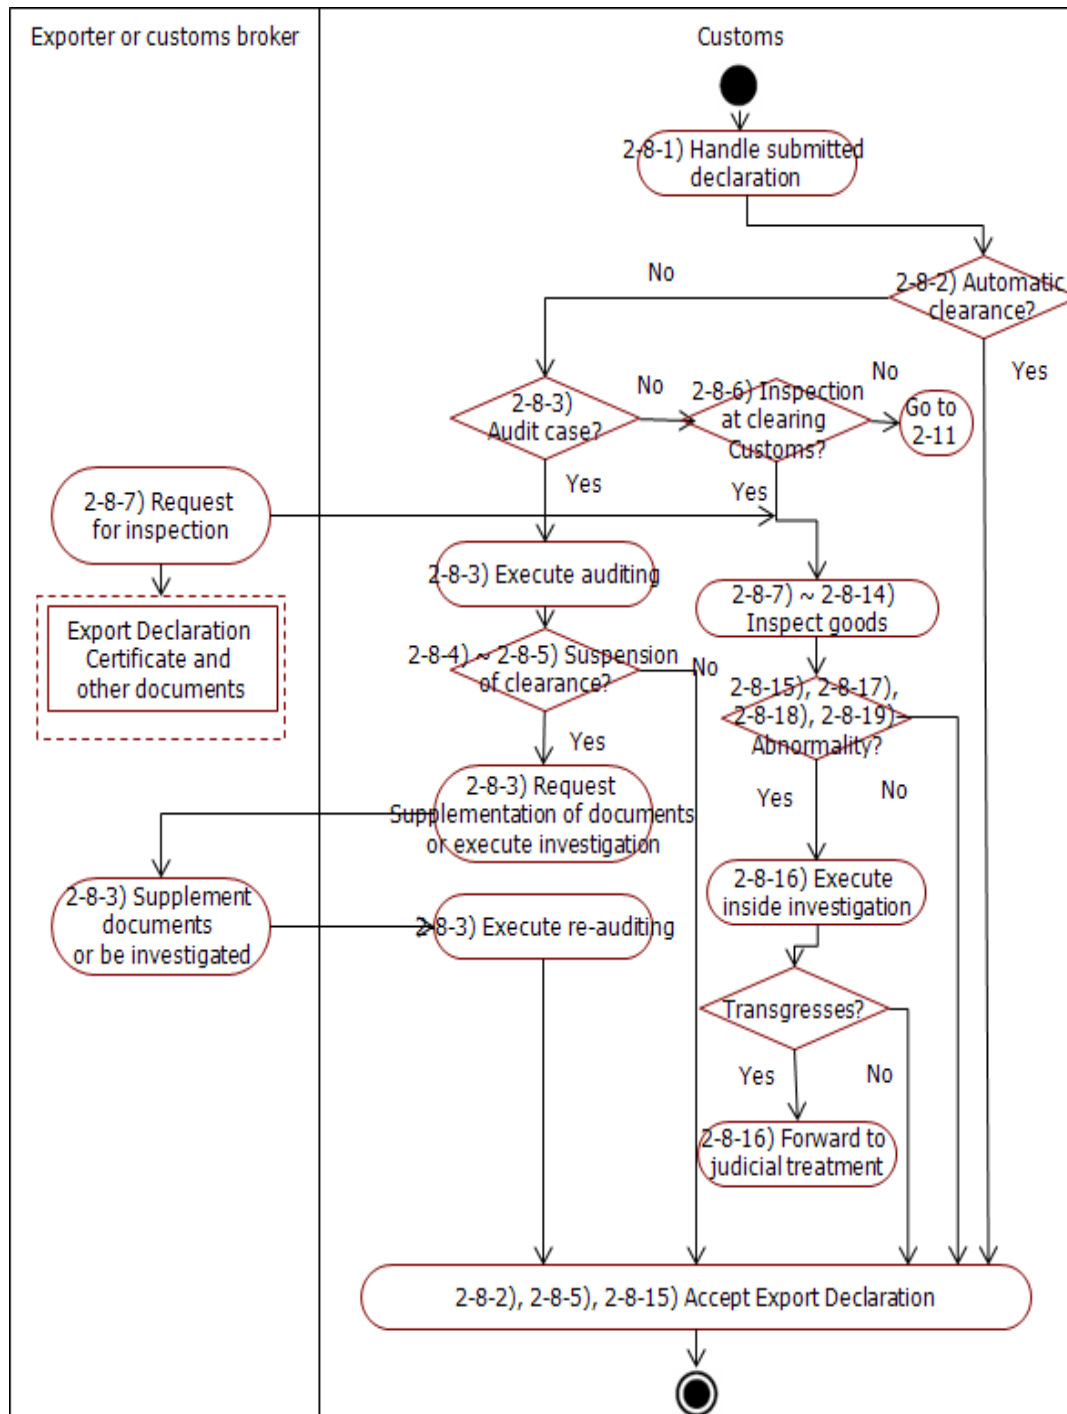 Exporter or customs broker
Customs
2-8-1) Handle submitted
declaration
2-8-2) Automatic
clearance?
No
Yes
2-8-3)
Audit case?
No
2-8-6) Inspection
at clearing
Customs?
No
Go to
2-11
Yes
Yes
2-8-7) Request
for inspection
2-8-3) Execute auditing
2-8-7) ~ 2-8-14)
Inspect goods
Export Declaration
Certificate and
other documents
2-8-4) ~ 2-8-5) Suspension
of clearance?
No
2-8-15), 2-8-17),
2-8-18), 2-8-19)
Abnormality?
Yes
2-8-3) Request
Supplementation of documents
or execute investigation
Yes
No
2-8-3) Supplement
documents
or be investigated
2-8-3) Execute re-auditing
2-8-16) Execute
inside investigation
Transgresses?
Yes
No
2-8-16) Forward to
judicial treatment
2-8-2), 2-8-5), 2-8-15) Accept Export Declaration